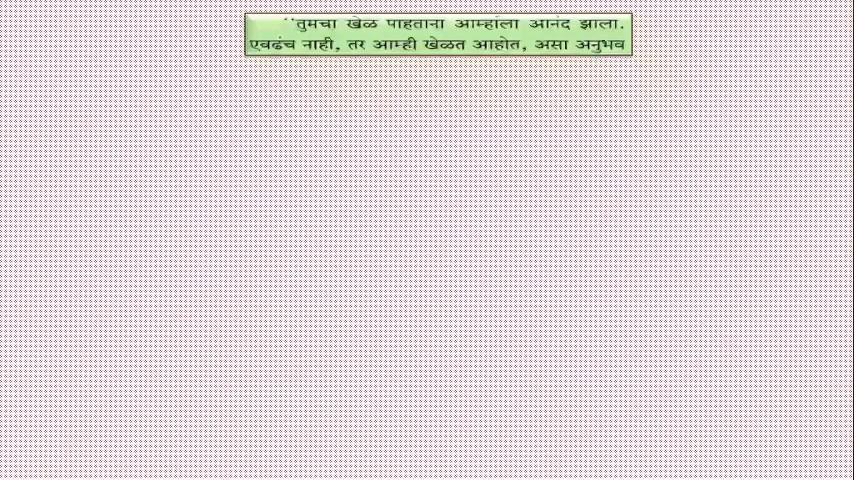 “तुमचा खेळ पाहताना आम्हांला आनंद झाला.
एवढंच नाही, तर आम्ही खेळत आहोत, असा अनुभव